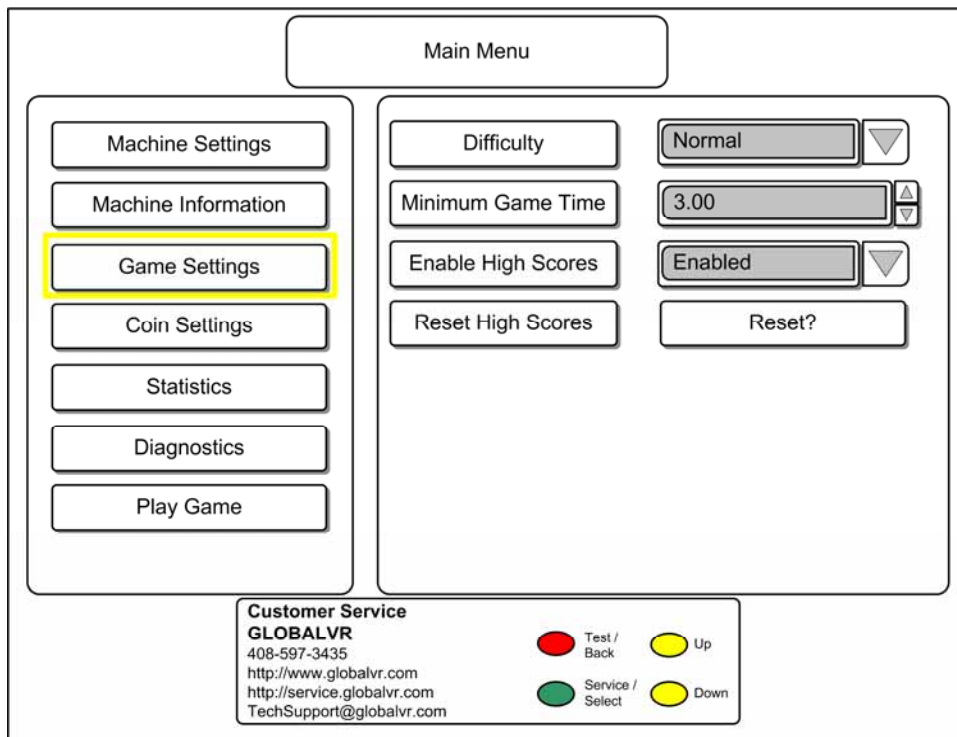 Main Menu
Machine Settings
Machine Information
Game Settings
Coin Settings
Statistics
Diagnostics
Play Game
Difficulty
Normal
Minimum Game Time
3.00
Enable High Scores
Enabled
Reset High Scores
Reset?
Customer Service
GLOBALVR
408-597-3435
http://www.globalvr.com
http://service.globalvr.com
TechSupport@globalvr.com
Test /
Back
Up
Service /
Select
Down